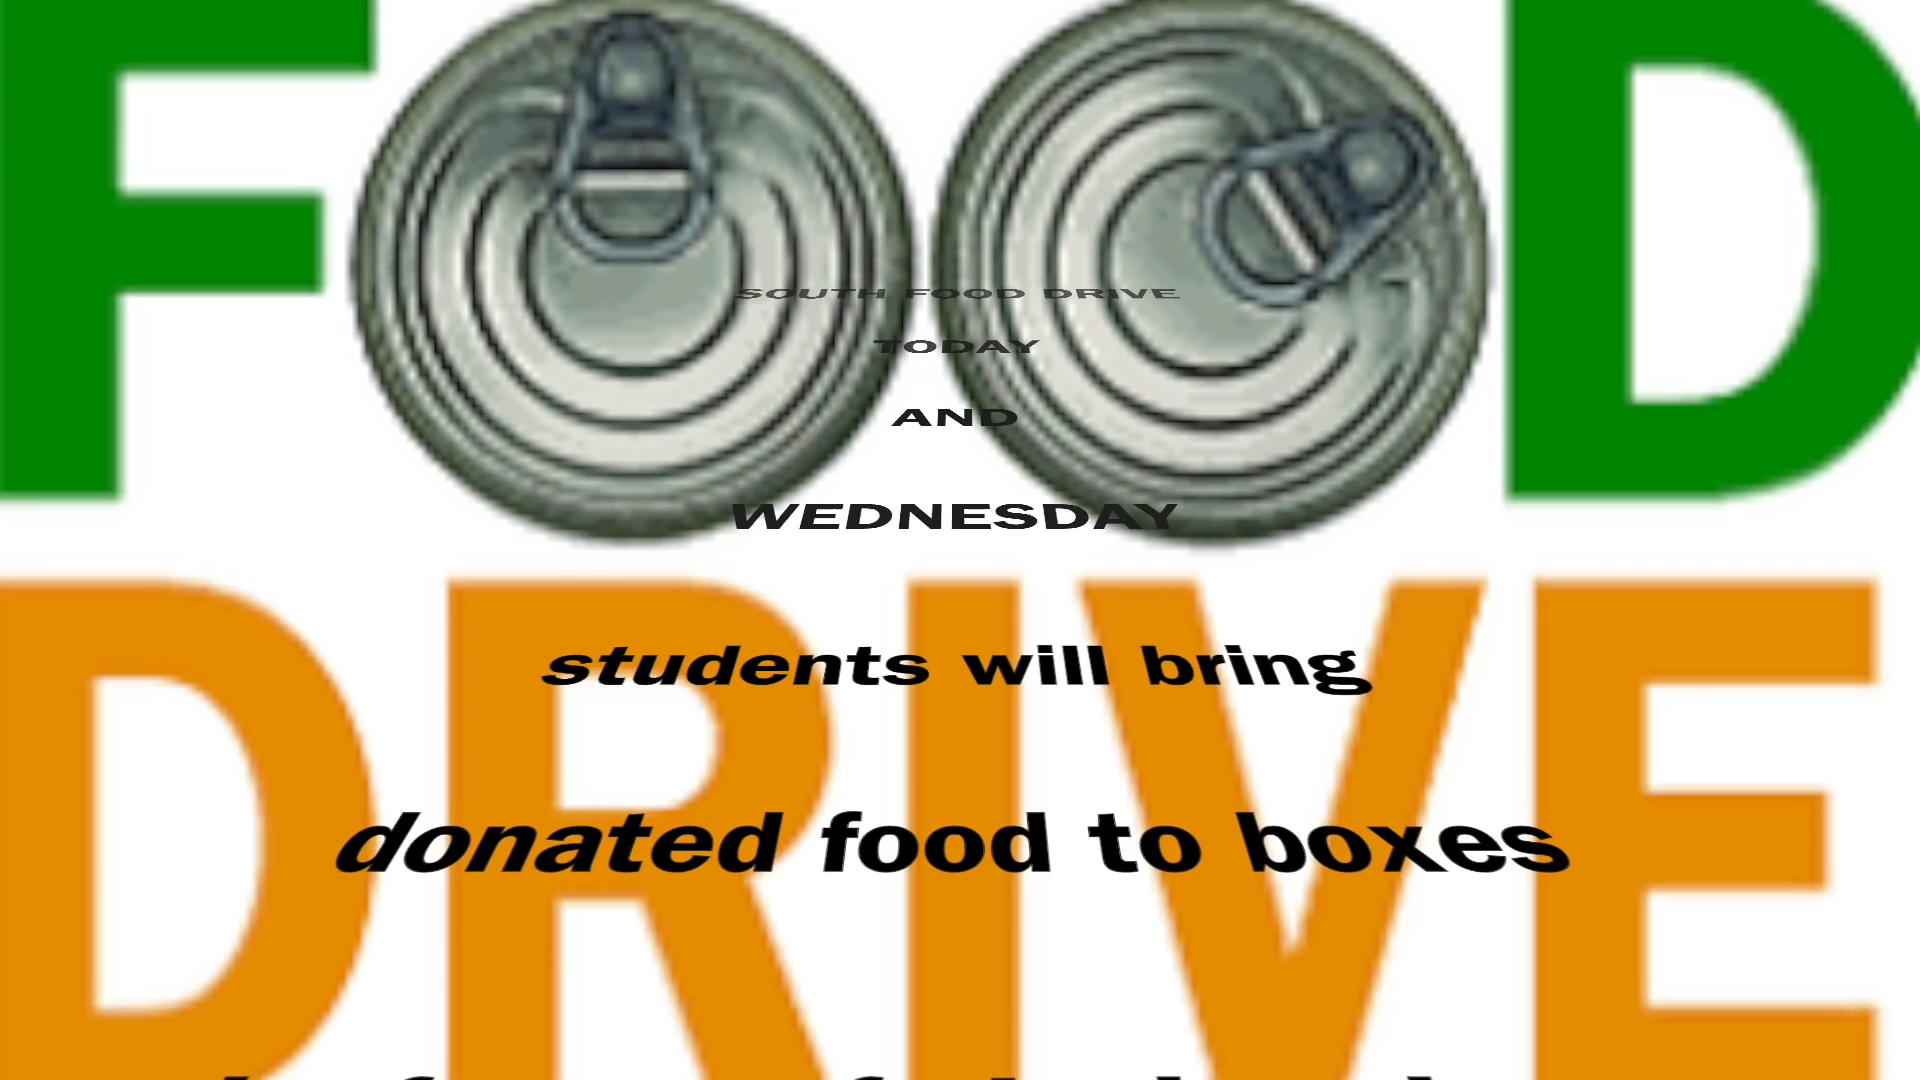 FOOD
SOUTH FOOD DRIVE
TODAY
AND
WEDNESDAY
DRIVE
students will bring
donated food to boxes